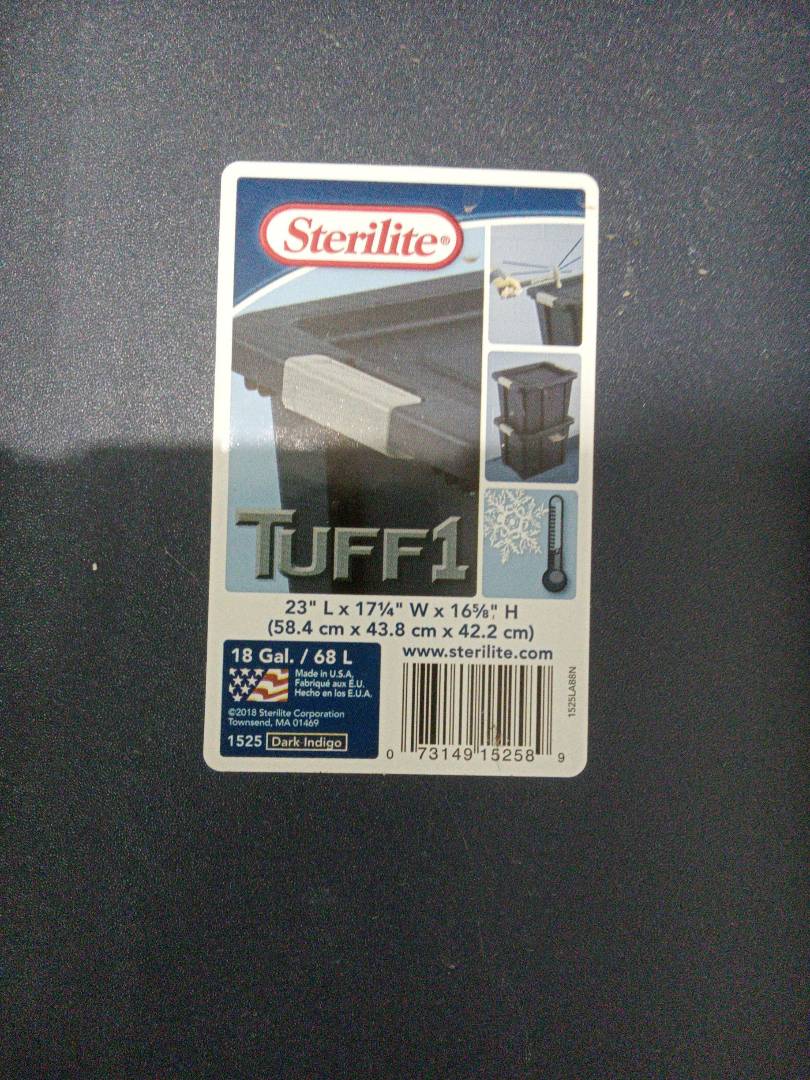 Sterilite®
TUFF1
23" L x 17¼" W x 16⅝" H
(58.4 cm x 43.8 cm x 42.2 cm)
18 Gal. / 68 L
Made in U.S.A.
Fabriqué aux É.U.
Hecho en los E.U.A.
©2018 Sterilite Corporation
Townsend, MA 01469
1525 Dark Indigo
www.sterilite.com
0 73149 15258 9
1525LA88N